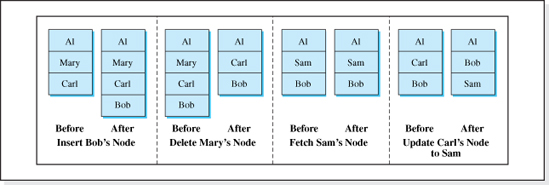 Al
Mary
Carl
Al
Mary
Carl
Bob
Before After
Insert Bob's Node
Al
Mary
Carl
Bob
Al
Carl
Bob
Before After
Delete Mary's Node
Al
Sam
Bob
Al
Sam
Bob
Before After
Fetch Sam's Node
Al
Carl
Bob
Al
Bob
Sam
Before After
Update Carl's Node
to Sam